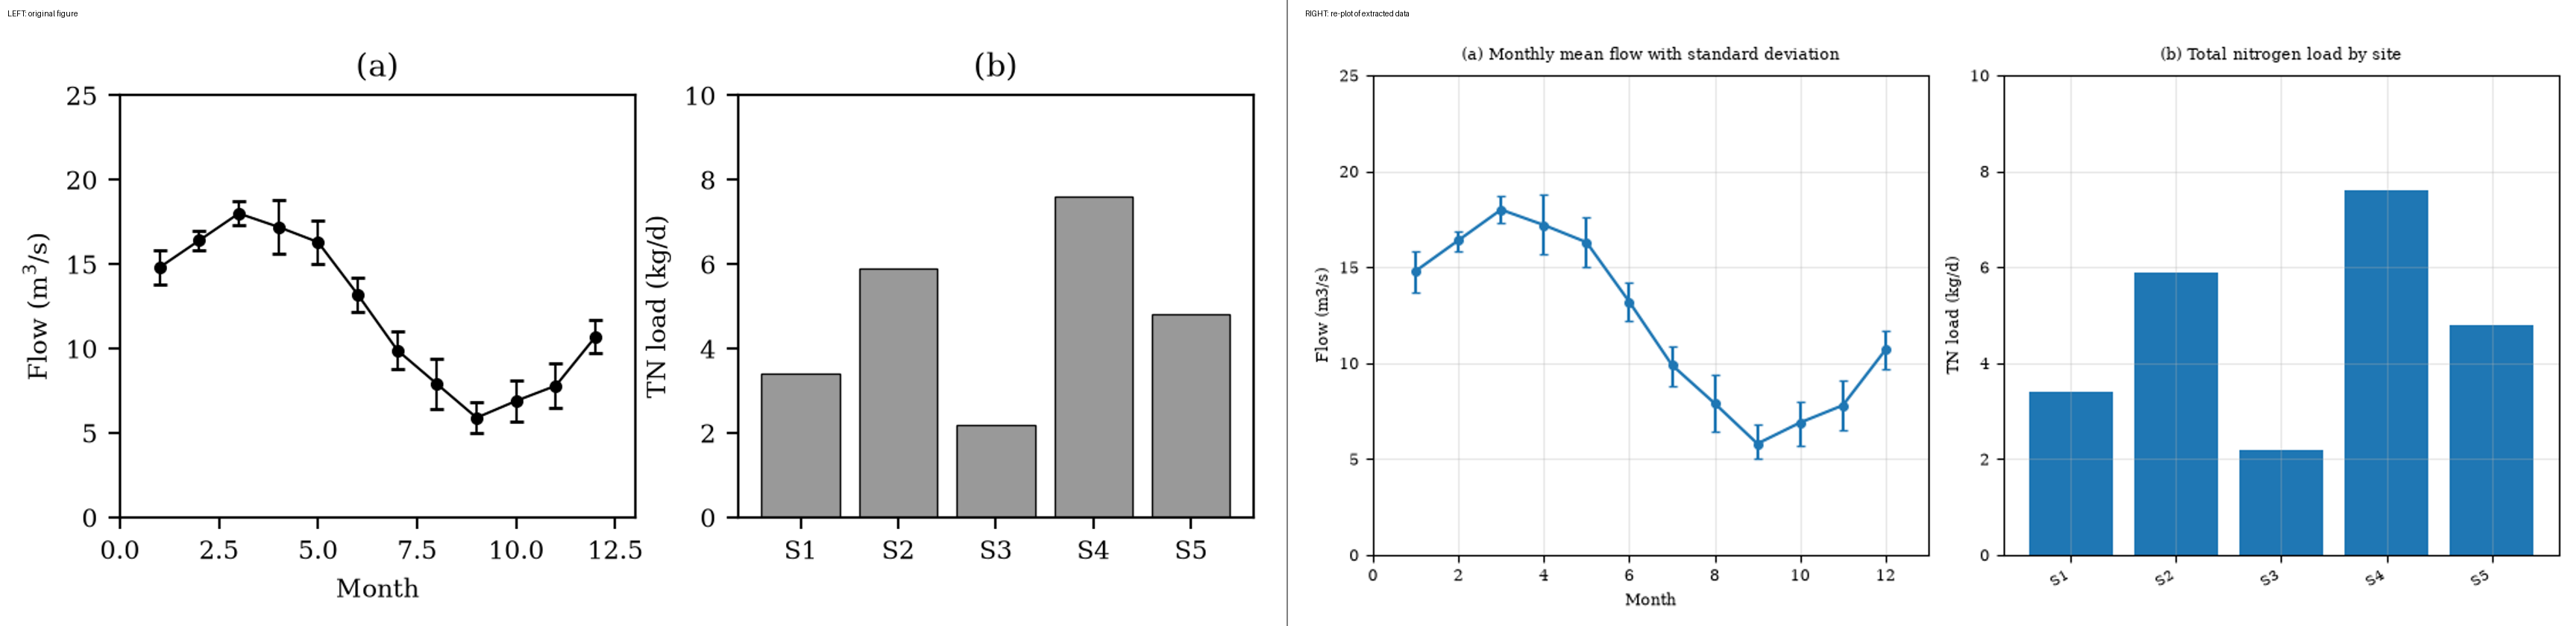 LEFT: original figure
RIGHT: re-plot of extracted data
(a)
25
20
15
10
5
0
Flow (m³/s)
0.0 2.5 5.0 7.5 10.0 12.5
Month
(b)
10
8
6
4
2
0
TN load (kg/d)
S1 S2 S3 S4 S5
(a) Monthly mean flow with standard deviation
25
20
15
10
5
0
Flow (m3/s)
0 2 4 6 8 10 12
Month
(b) Total nitrogen load by site
10
8
6
4
2
0
TN load (kg/d)
S1 S2 S3 S4 S5